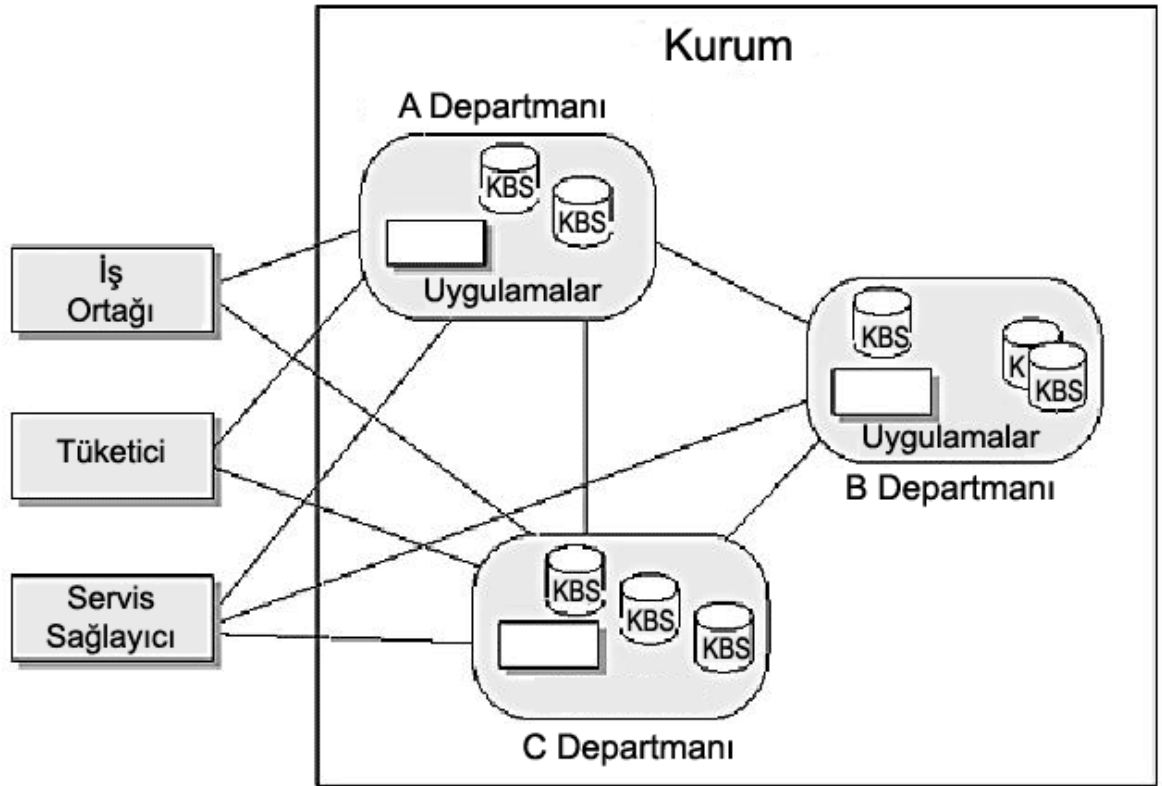 Kurum
A Departmanı
KBS
KBS
Uygulamalar
İş
Ortağı
KBS
K
KBS
Uygulamalar
B Departmanı
Tüketici
Servis
Sağlayıcı
KBS
KBS
KBS
C Departmanı